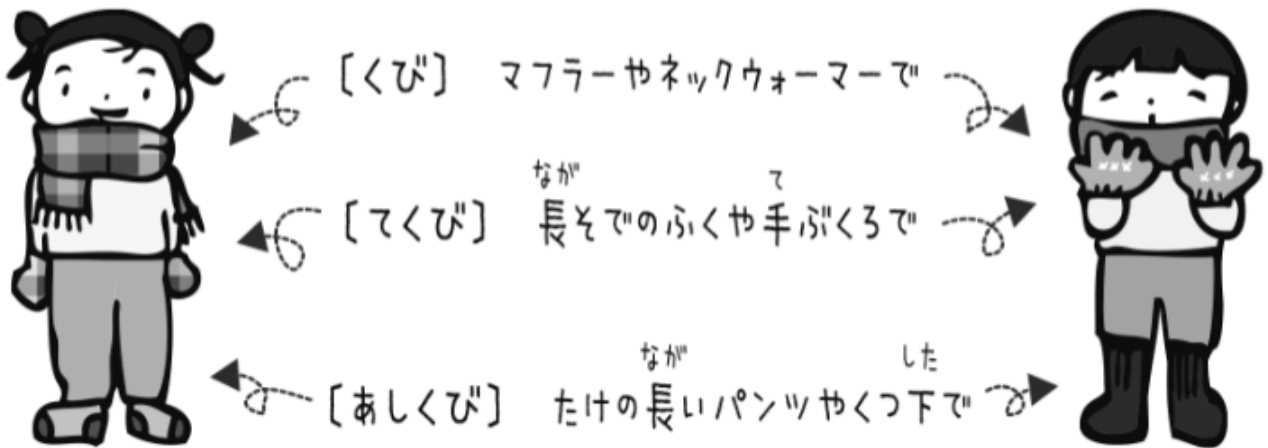 [くび] マフラーやネックウォーマーで
なが て
[てくび] 長そでのふくや手ぶくろで
なが した
[あしくび] たけの長いパンツやくつ下で